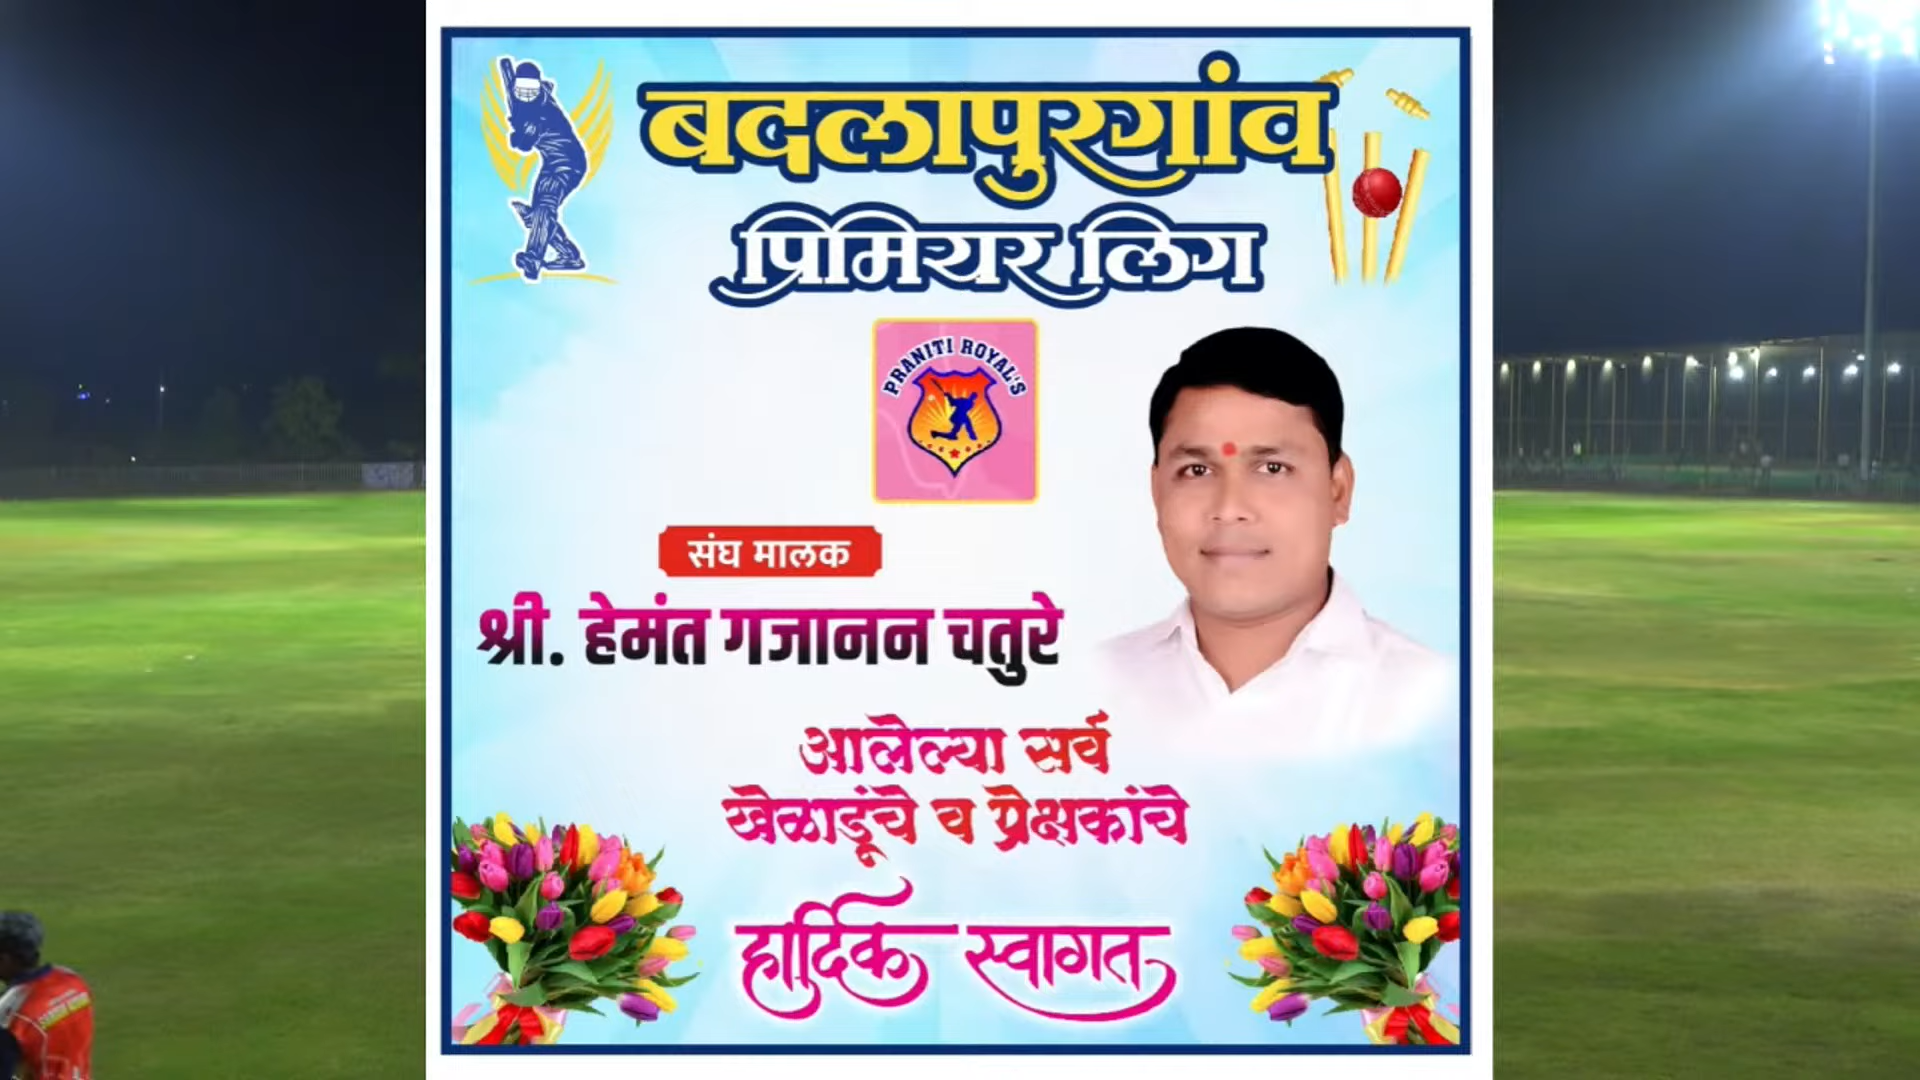 बदलापुरगांव
प्रिमियर लिग
PRANITI ROYAL'S
संघ मालक
श्री. हेमंत गजानन चतुरे
आलेल्या सर्व
खेळाडूंचे व प्रेक्षकांचे
हार्दिक स्वागत